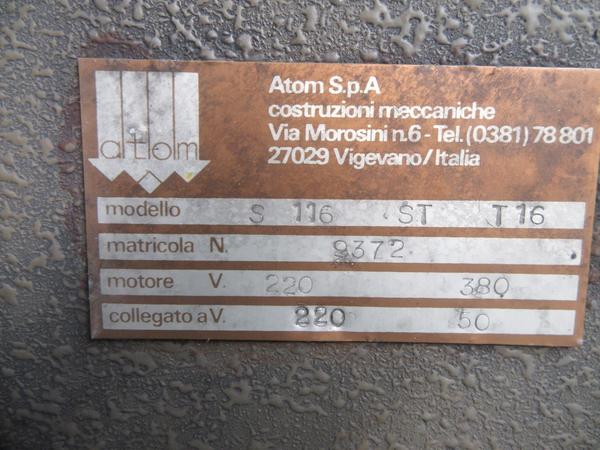 atom
Atom S.p.A
costruzioni meccaniche
Via Morosini n.6 - Tel. (0381) 78 801
27029 Vigevano/Italia
modello S 116 ST T16
matricola N. 9372
motore V. 220 380
collegato a V. 220 50